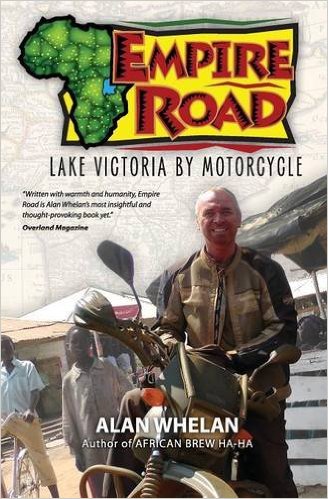 EMPIRE
ROAD
LAKE VICTORIA BY MOTORCYCLE
"Written with warmth and humanity, Empire
Road is Alan Whelan's most insightful and
thought-provoking book yet."
Overland Magazine
ALAN WHELAN
Author of AFRICAN BREW HA-HA